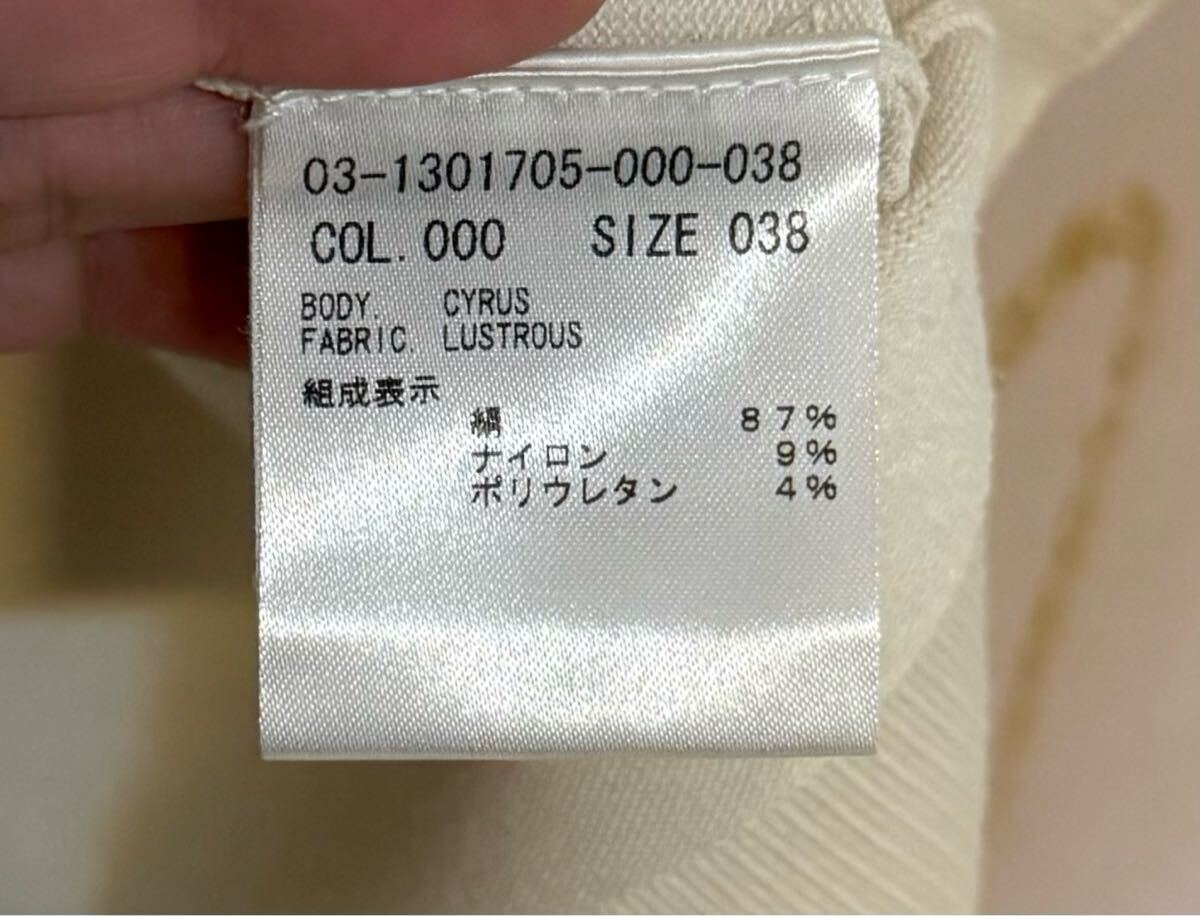 03-1301705-000-038
COL. 000 SIZE 038
BODY. CYRUS
FABRIC. LUSTROUS
組成表示
絹 87%
ナイロン 9%
ポリウレタン 4%